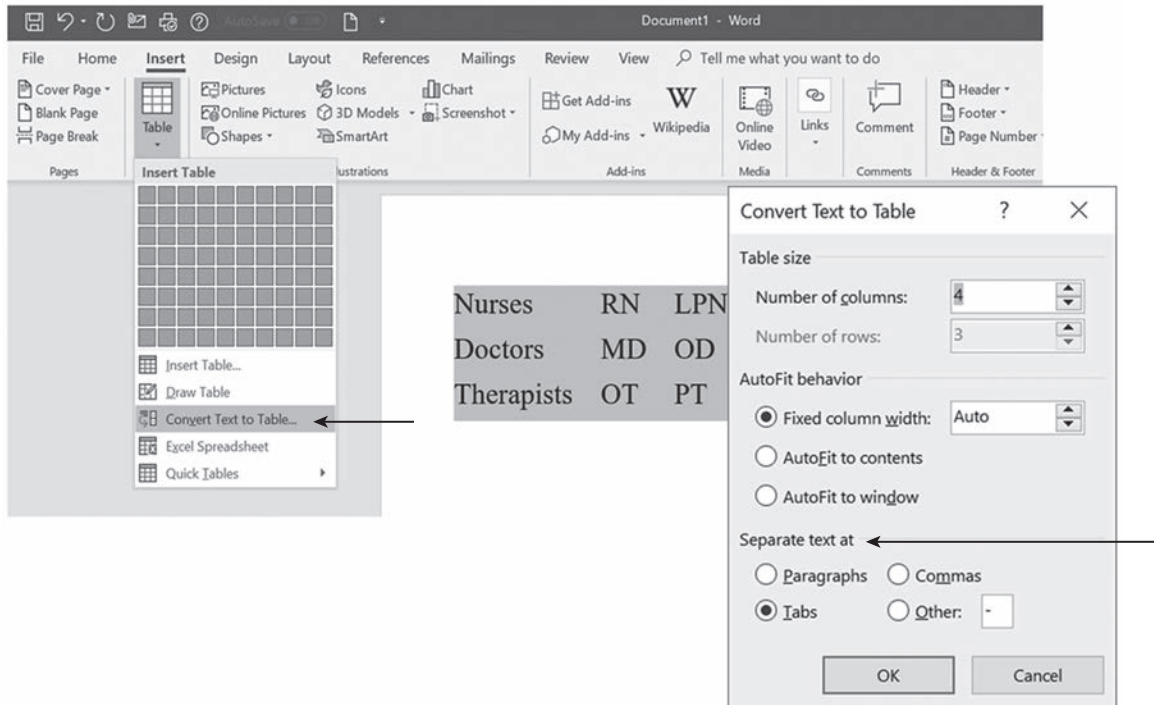 AutoSave Off Document1 - Word
File Home Insert Design Layout References Mailings Review View Tell me what you want to do
Cover Page Pictures Icons Chart Get Add-ins W Header
Blank Page Online Pictures 3D Models Screenshot Footer
Page Break Table Shapes SmartArt My Add-ins Wikipedia Online Video Links Comment Page Number
Pages Insert Table ustrations Add-ins Media Comments Header & Footer
Insert Table...
Draw Table
Convert Text to Table...
Excel Spreadsheet
Quick Tables
Nurses RN LPN
Doctors MD OD
Therapists OT PT
Convert Text to Table ?
Table size
Number of columns: 4
Number of rows: 3
AutoFit behavior
Fixed column width: Auto
AutoFit to contents
AutoFit to window
Separate text at
Paragraphs Commas
Tabs Other: -
OK Cancel